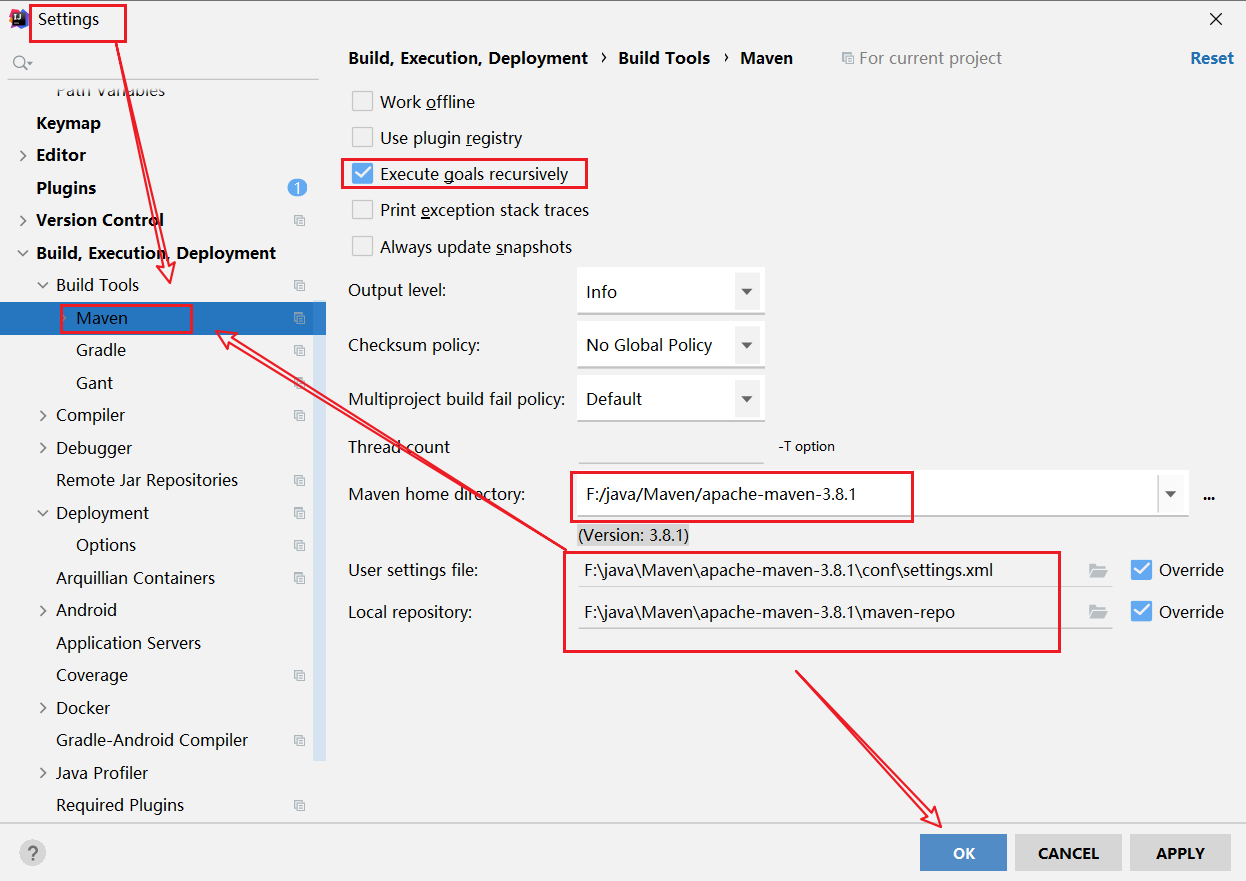 Settings
Build, Execution, Deployment › Build Tools › Maven For current project Reset
Path Variables
Keymap
Editor
Plugins 1
Version Control
Build, Execution, Deployment
Build Tools
Maven
Gradle
Gant
Compiler
Debugger
Remote Jar Repositories
Deployment
Options
Arquillian Containers
Android
Application Servers
Coverage
Docker
Gradle-Android Compiler
Java Profiler
Required Plugins
Work offline
Use plugin registry
Execute goals recursively
Print exception stack traces
Always update snapshots
Output level: Info
Checksum policy: No Global Policy
Multiproject build fail policy: Default
Thread count -T option
Maven home directory: F:/java/Maven/apache-maven-3.8.1 ...
(Version: 3.8.1)
User settings file: F:\java\Maven\apache-maven-3.8.1\conf\settings.xml Override
Local repository: F:\java\Maven\apache-maven-3.8.1\maven-repo Override
? OK CANCEL APPLY